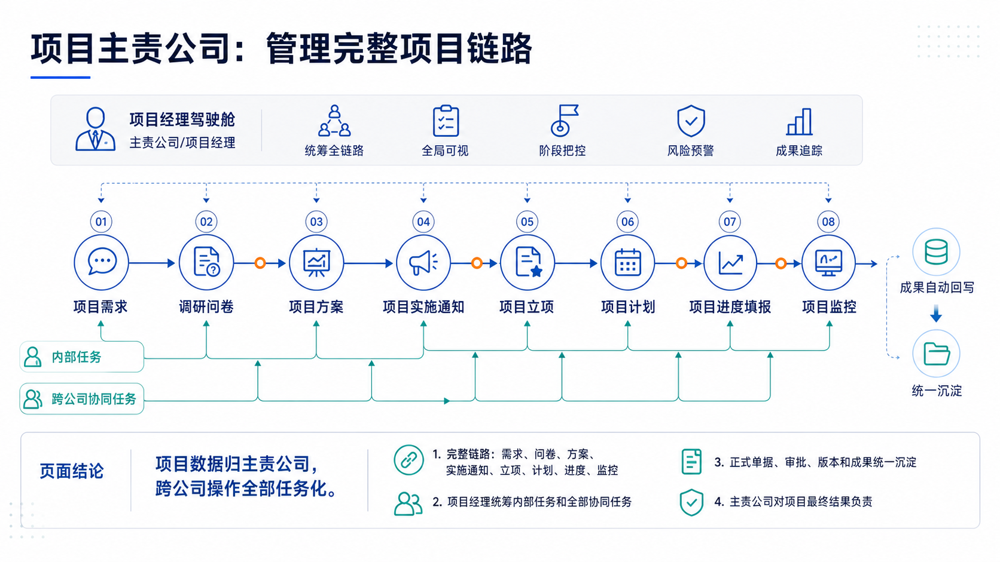 项目主责公司：管理完整项目链路
项目经理驾驶舱
主责公司/项目经理
统筹全链路
全局可视
阶段把控
风险预警
成果追踪
01
02
03
04
05
06
07
08
项目需求
调研问卷
项目方案
项目实施通知
项目立项
项目计划
项目进度填报
项目监控
成果自动回写
统一沉淀
内部任务
跨公司协同任务
页面结论
项目数据归主责公司，
跨公司操作全部任务化。
1. 完整链路：需求、问卷、方案、
实施通知、立项、计划、进度、监控
2. 项目经理统筹内部任务和全部协同任务
3. 正式单据、审批、版本和成果统一沉淀
4. 主责公司对项目最终结果负责